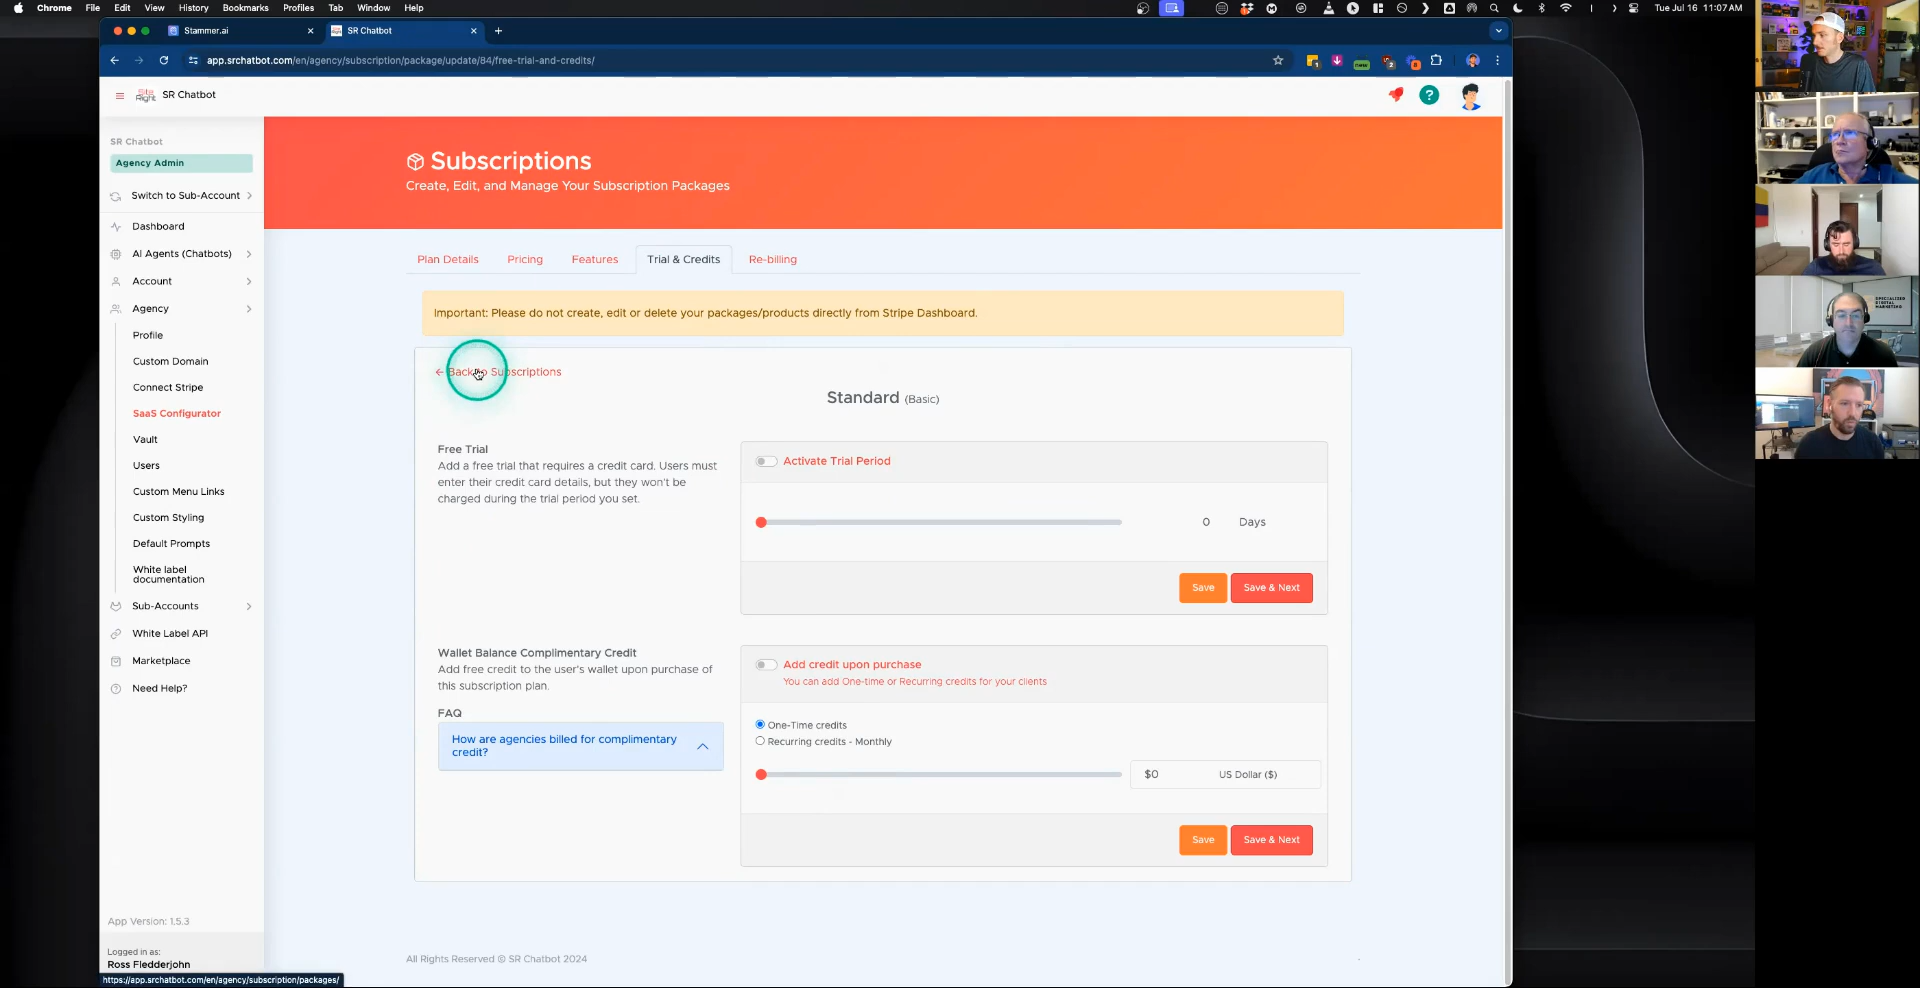 Chrome File Edit View History Bookmarks Profiles Tab Window Help
Tue Jul 16 11:07 AM
Stammer.ai
SR Chatbot
app.srchatbot.com/en/agency/subscription/package/update/84/free-trial-and-credits/
Site Right
SR Chatbot
SR Chatbot
Agency Admin
Switch to Sub-Account
Dashboard
AI Agents (Chatbots)
Account
Agency
Profile
Custom Domain
Connect Stripe
SaaS Configurator
Vault
Users
Custom Menu Links
Custom Styling
Default Prompts
White label
documentation
Sub-Accounts
White Label API
Marketplace
Need Help?
App Version: 1.5.3
Logged in as:
Ross Fledderjohn
https://app.srchatbot.com/en/agency/subscription/packages/
Subscriptions
Create, Edit, and Manage Your Subscription Packages
Plan Details Pricing Features Trial & Credits Re-billing
Important: Please do not create, edit or delete your packages/products directly from Stripe Dashboard.
← Back to Subscriptions
Standard (Basic)
Free Trial
Add a free trial that requires a credit card. Users must
enter their credit card details, but they won't be
charged during the trial period you set.
Activate Trial Period
0 Days
Save Save & Next
Wallet Balance Complimentary Credit
Add free credit to the user's wallet upon purchase of
this subscription plan.
FAQ
How are agencies billed for complimentary
credit?
Add credit upon purchase
You can add One-time or Recurring credits for your clients
One-Time credits
Recurring credits - Monthly
$0 US Dollar ($)
Save Save & Next
All Rights Reserved © SR Chatbot 2024
SPECIALIZED
DIGITAL
MARKETING